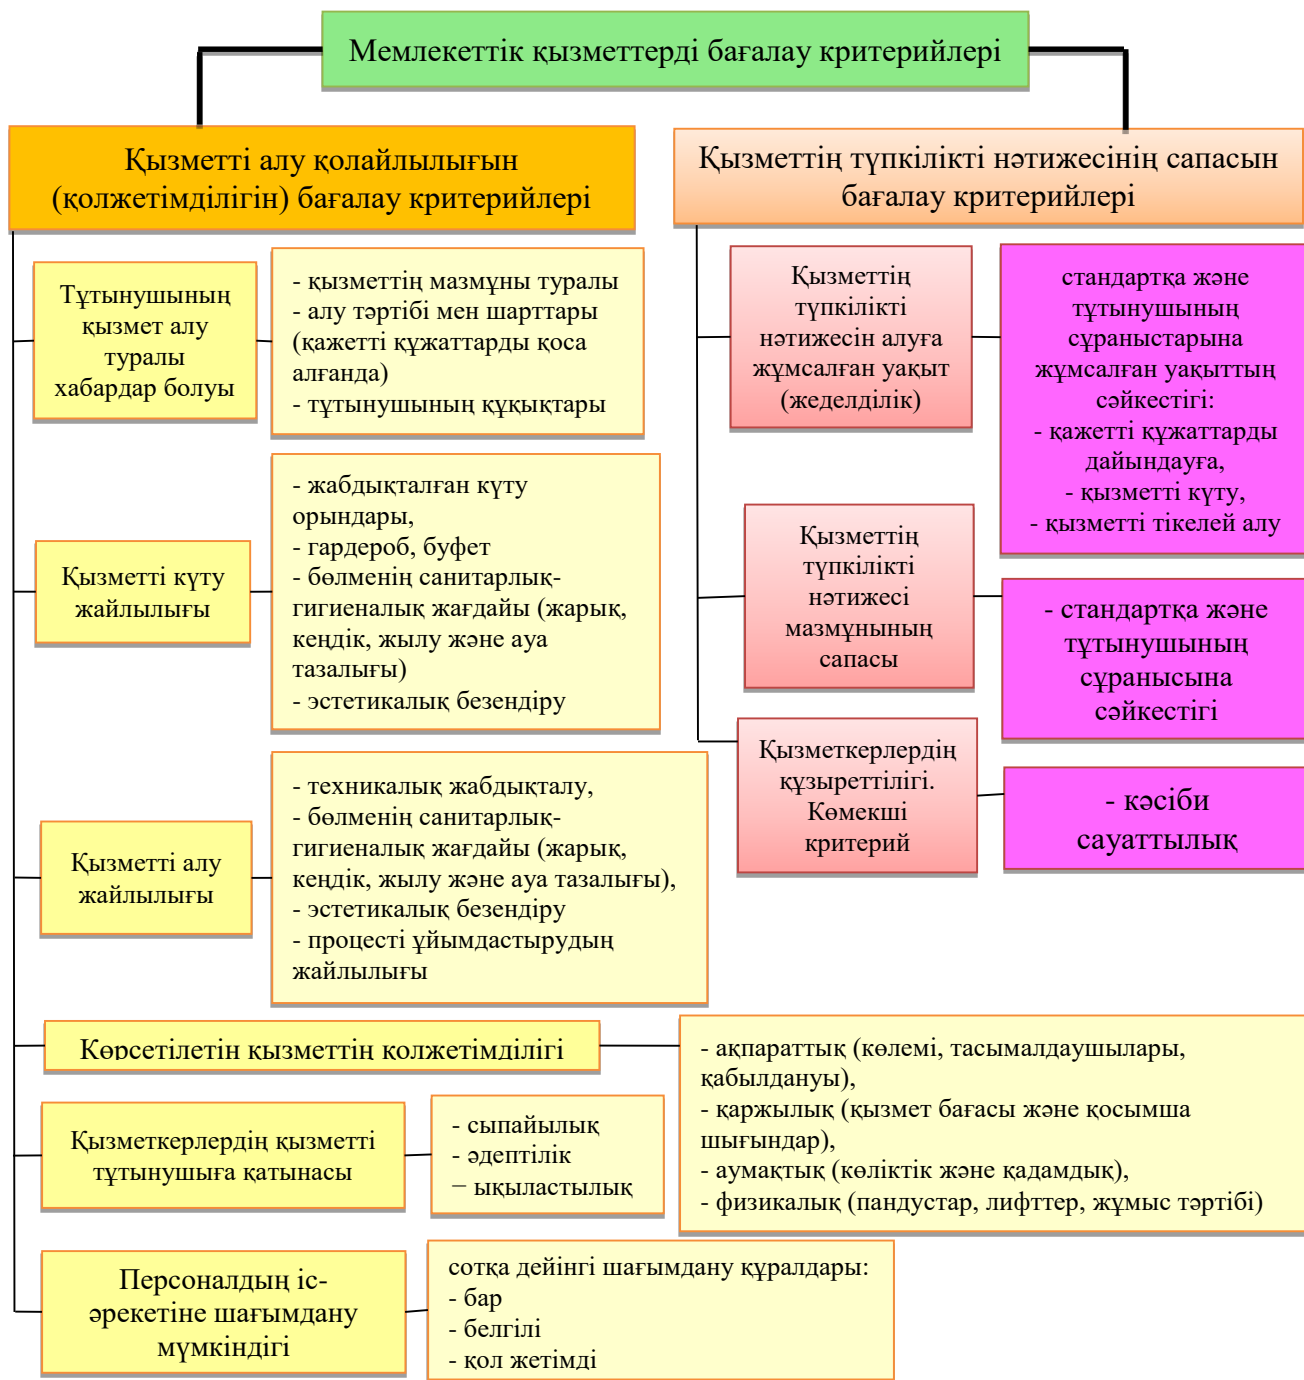 Мемлекеттік қызметтерді бағалау критерийлері
Қызметті алу қолайлылығын
(қолжетімділігін) бағалау критерийлері
Тұтынушының
қызмет алу
туралы
хабардар болуы
- қызметтің мазмұны туралы
- алу тәртібі мен шарттары
(қажетті құжаттарды қоса
алғанда)
- тұтынушының құқықтары
Қызметті күту
жайлылығы
- жабдықталған күту
орындары,
- гардероб, буфет
- бөлменің санитарлық-
гигиеналық жағдайы (жарық,
кеңдік, жылу және ауа
тазалығы)
- эстетикалық безендіру
Қызметті алу
жайлылығы
- техникалық жабдықталу,
- бөлменің санитарлық-
гигиеналық жағдайы (жарық,
кеңдік, жылу және ауа тазалығы),
- эстетикалық безендіру
- процесті ұйымдастырудың
жайлылығы
Көрсетілетін қызметтің қолжетімділігі
- ақпараттық (көлемі, тасымалдаушылары,
қабылдануы),
- қаржылық (қызмет бағасы және қосымша
шығындар),
- аумақтық (көліктік және қадамдық),
- физикалық (пандустар, лифттер, жұмыс тәртібі)
Қызметкерлердің қызметті
тұтынушыға қатынасы
- сыпайылық
- әдептілік
− ықыластылық
Персоналдың іс-
әрекетіне шағымдану
мүмкіндігі
сотқа дейінгі шағымдану құралдары:
- бар
- белгілі
- қол жетімді
Қызметтің түпкілікті нәтижесінің сапасын
бағалау критерийлері
Қызметтің
түпкілікті
нәтижесін алуға
жұмсалған уақыт
(жеделділік)
стандартқа және
тұтынушының
сұраныстарына
жұмсалған уақыттың
сәйкестігі:
- қажетті құжаттарды
дайындауға,
- қызметті күту,
- қызметті тікелей алу
Қызметтің
түпкілікті
нәтижесі
мазмұнының
сапасы
- стандартқа және
тұтынушының
сұранысына
сәйкестігі
Қызметкерлердің
құзыреттілігі.
Көмекші
критерий
- кәсіби
сауаттылық